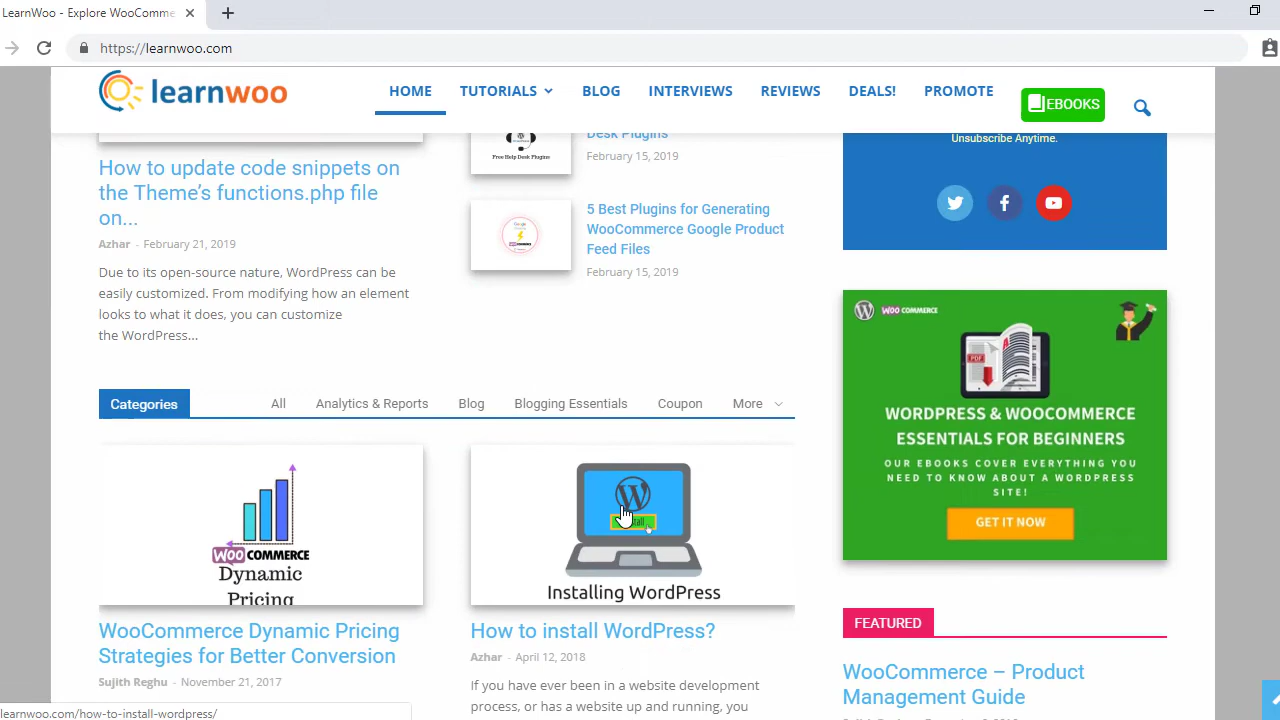 LearnWoo - Explore WooComme
https://learnwoo.com
learnwoo
HOME
TUTORIALS
BLOG
INTERVIEWS
REVIEWS
DEALS!
PROMOTE
EBOOKS
How to update code snippets on
the Theme’s functions.php file
on...
Azhar - February 21, 2019
Due to its open-source nature, WordPress can be
easily customized. From modifying how an element
looks to what it does, you can customize
the WordPress...
Free Help Desk Plugins
Desk Plugins
February 15, 2019
5 Best Plugins for Generating
WooCommerce Google Product
Feed Files
February 15, 2019
Unsubscribe Anytime.
WOO COMMERCE
PDF
WORDPRESS & WOOCOMMERCE
ESSENTIALS FOR BEGINNERS
OUR EBOOKS COVER EVERYTHING YOU
NEED TO KNOW ABOUT A WORDPRESS
SITE!
GET IT NOW
Categories
All
Analytics & Reports
Blog
Blogging Essentials
Coupon
More
WOO COMMERCE
Dynamic
Pricing
WooCommerce Dynamic Pricing
Strategies for Better Conversion
Sujith Reghu - November 21, 2017
Installing WordPress
How to install WordPress?
Azhar - April 12, 2018
If you have ever been in a website development
process, or has a website up and running, you
FEATURED
WooCommerce – Product
Management Guide
learnwoo.com/how-to-install-wordpress/